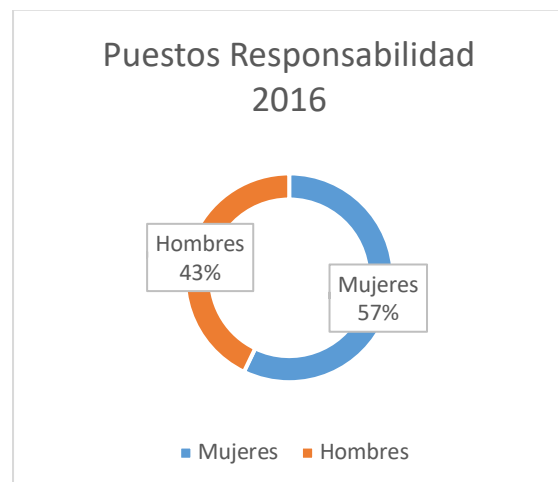 Puestos Responsabilidad
2016
Hombres
43%
Mujeres
57%
Mujeres Hombres